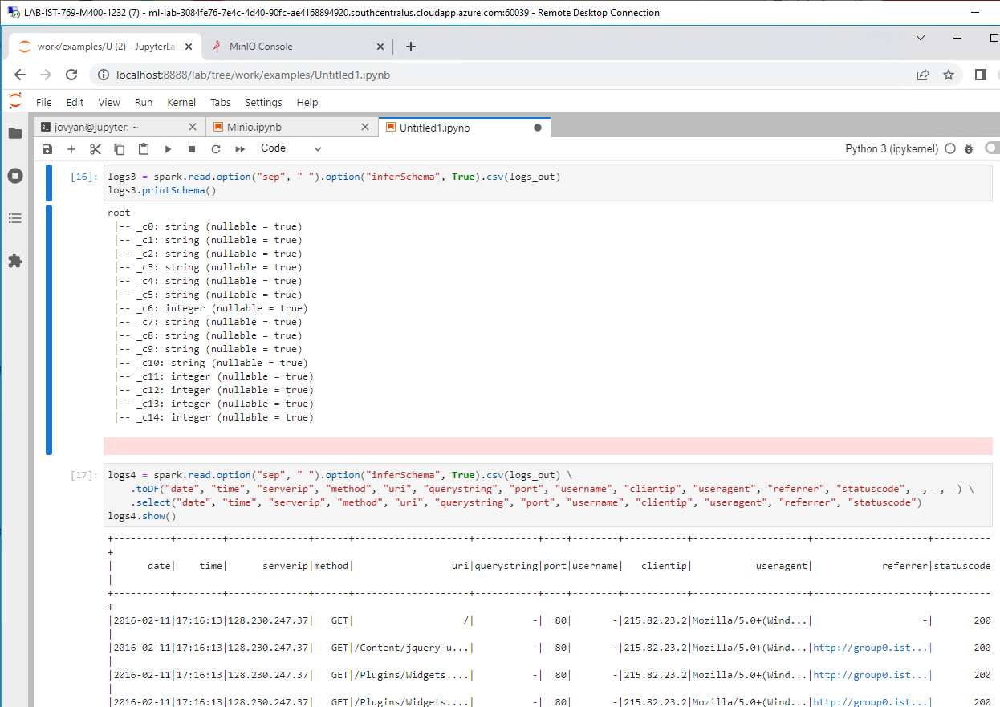 LAB-IST-769-M400-1232 (7) - ml-lab-3084fe76-7e4c-4d40-90fc-ae4168894920.southcentralus.cloudapp.azure.com:60039 - Remote Desktop Connection
work/examples/U (2) - JupyterLa
MinIO Console
localhost:8888/lab/tree/work/examples/Untitled1.ipynb
File Edit View Run Kernel Tabs Settings Help
jovyan@jupyter: ~
Minio.ipynb
Untitled1.ipynb
Code
Python 3 (ipykernel)
[16]: logs3 = spark.read.option("sep", " ").option("inferSchema", True).csv(logs_out)
logs3.printSchema()
root
|-- _c0: string (nullable = true)
|-- _c1: string (nullable = true)
|-- _c2: string (nullable = true)
|-- _c3: string (nullable = true)
|-- _c4: string (nullable = true)
|-- _c5: string (nullable = true)
|-- _c6: integer (nullable = true)
|-- _c7: string (nullable = true)
|-- _c8: string (nullable = true)
|-- _c9: string (nullable = true)
|-- _c10: string (nullable = true)
|-- _c11: integer (nullable = true)
|-- _c12: integer (nullable = true)
|-- _c13: integer (nullable = true)
|-- _c14: integer (nullable = true)
[17]: logs4 = spark.read.option("sep", " ").option("inferSchema", True).csv(logs_out) \
.toDF("date", "time", "serverip", "method", "uri", "querystring", "port", "username", "clientip", "useragent", "referrer", "statuscode", _, _, _) \
.select("date", "time", "serverip", "method", "uri", "querystring", "port", "username", "clientip", "useragent", "referrer", "statuscode")
logs4.show()
+----------+--------+--------------+------+--------------------+-----------+----+--------+-----------+--------------------+--------------------+----------
+
| date| time| serverip|method| uri|querystring|port|username| clientip| useragent| referrer|statuscode
|
+----------+--------+--------------+------+--------------------+-----------+----+--------+-----------+--------------------+--------------------+----------
+
|2016-02-11|17:16:13|128.230.247.37| GET| /| -| 80| -|215.82.23.2|Mozilla/5.0+(Wind...| -| 200
|
|2016-02-11|17:16:13|128.230.247.37| GET|/Content/jquery-u...| -| 80| -|215.82.23.2|Mozilla/5.0+(Wind...|http://group0.ist...| 200
|
|2016-02-11|17:16:13|128.230.247.37| GET|/Plugins/Widgets....| -| 80| -|215.82.23.2|Mozilla/5.0+(Wind...|http://group0.ist...| 200
|
|2016-02-11|17:16:13|128.230.247.37| GET|/Plugins/Widgets....| -| 80| -|215.82.23.2|Mozilla/5.0+(Wind...|http://group0.ist...| 200